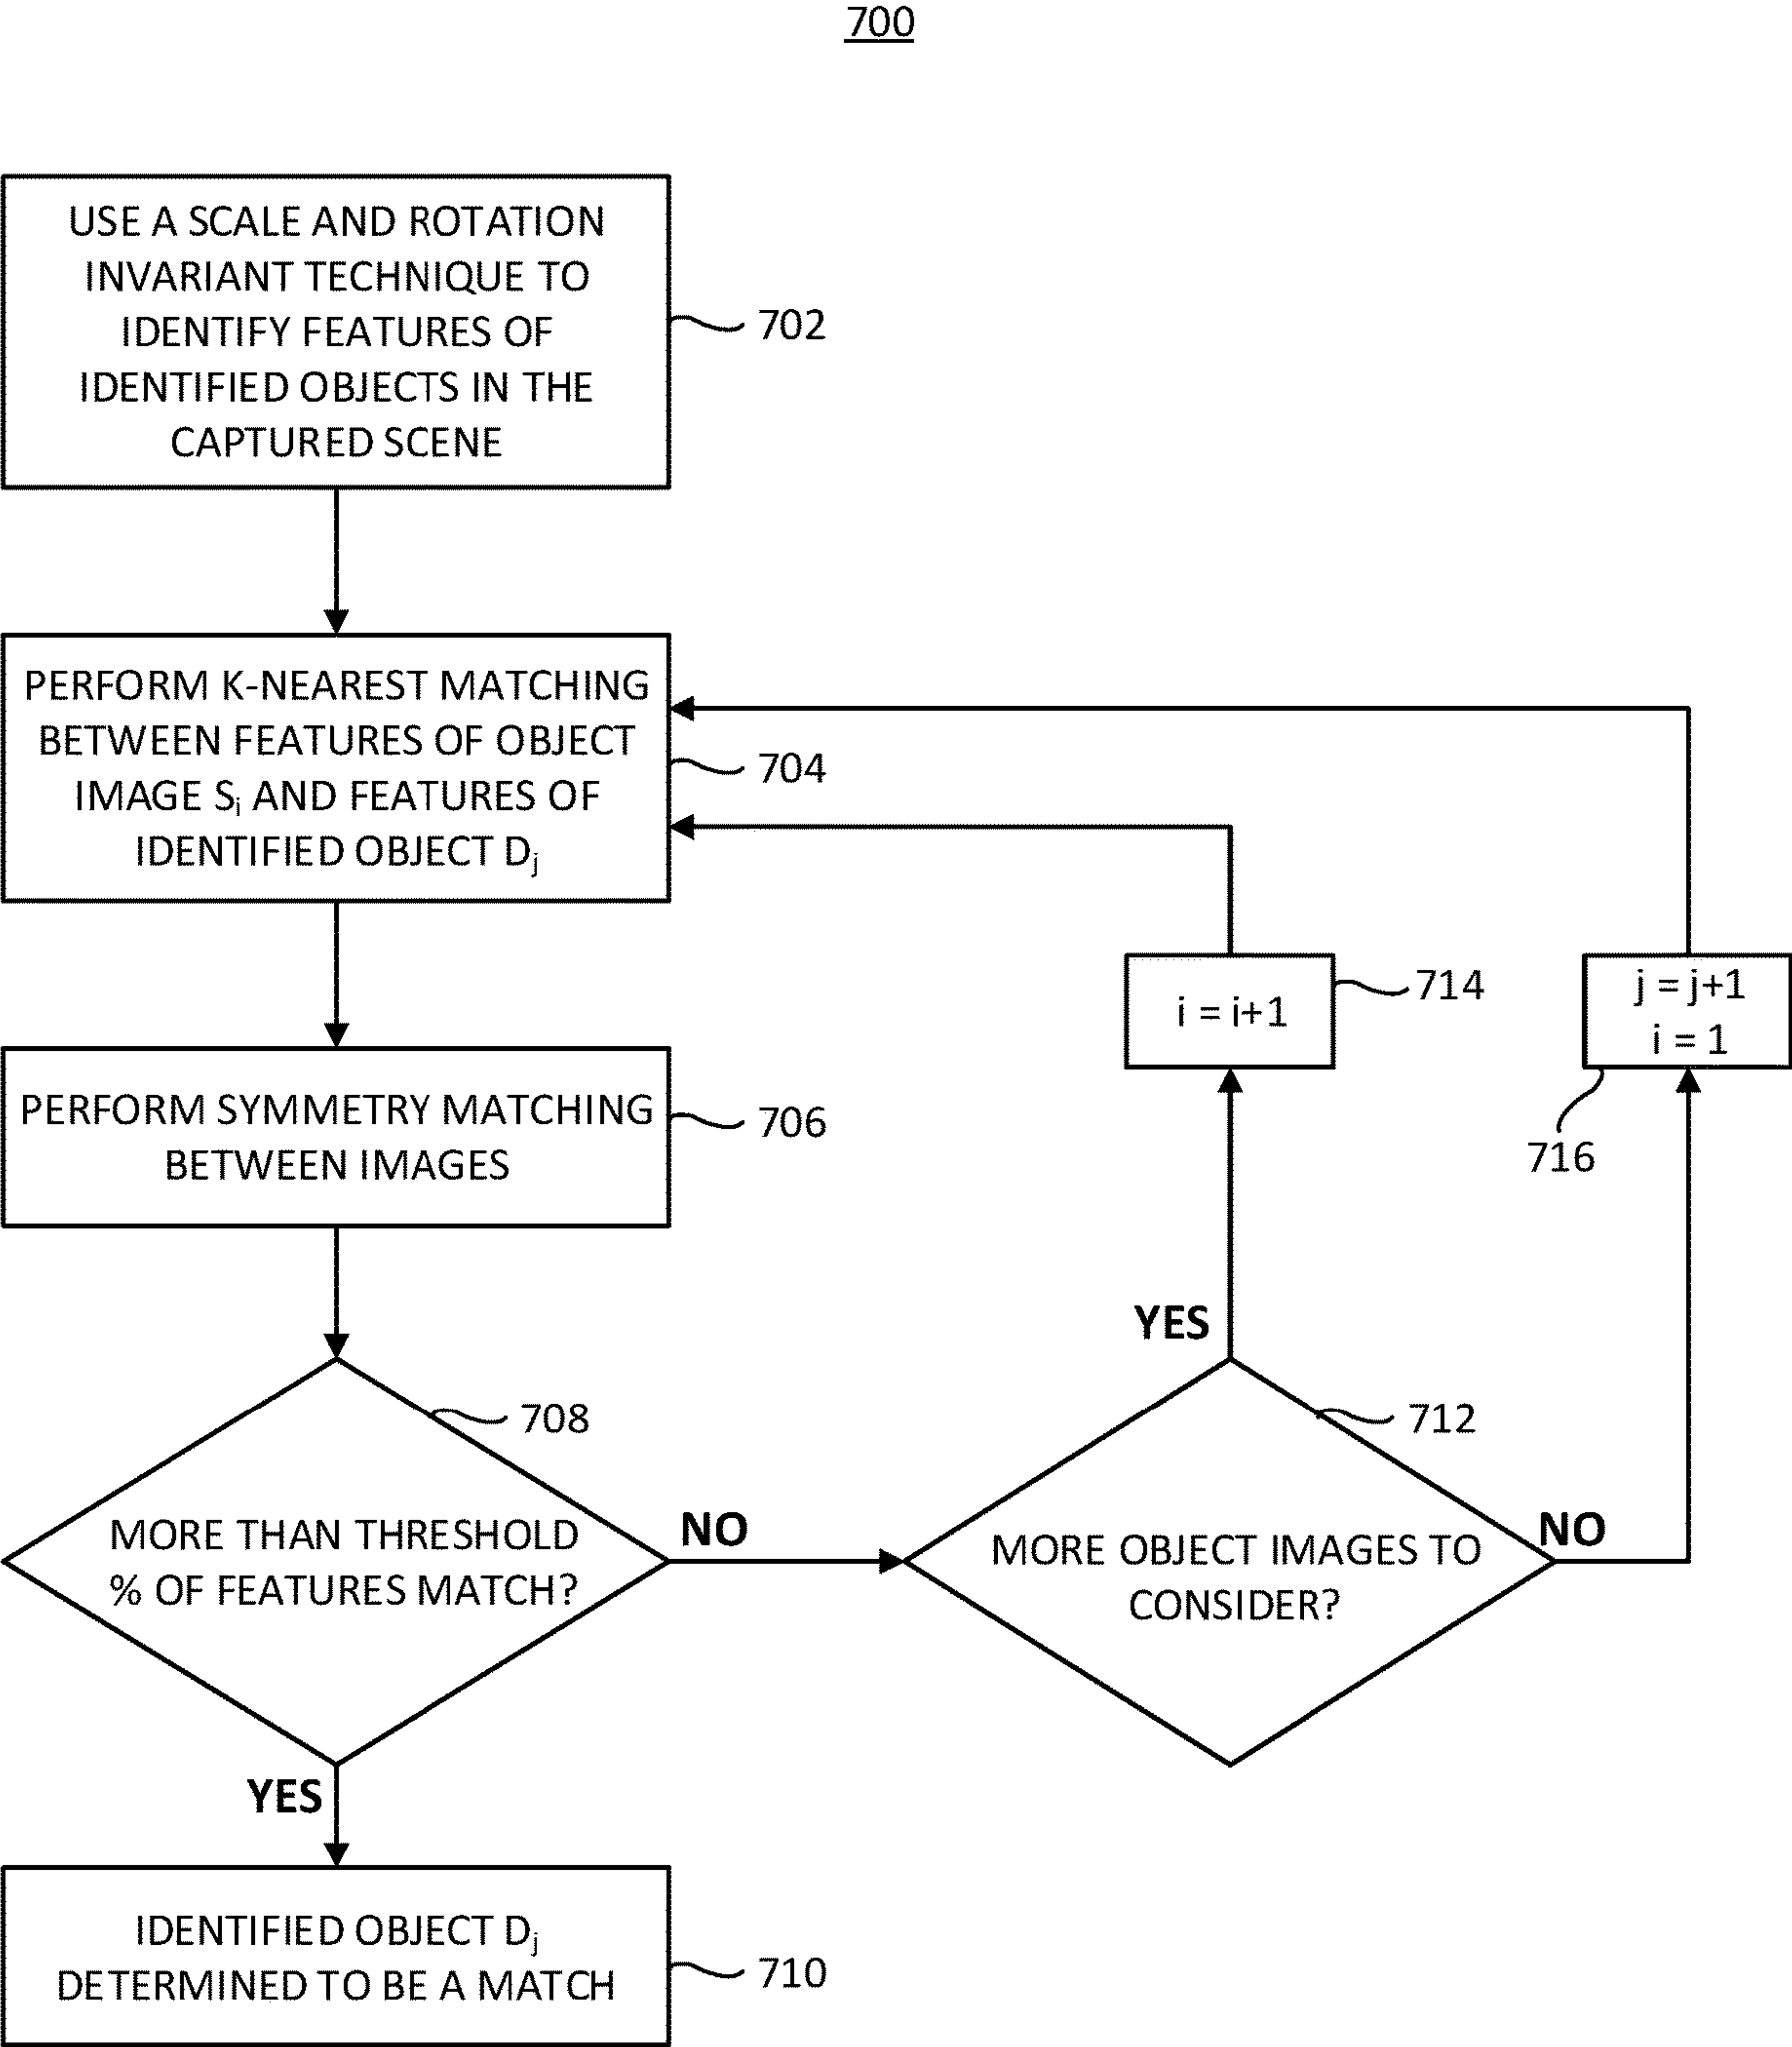 700
USE A SCALE AND ROTATION
INVARIANT TECHNIQUE TO
IDENTIFY FEATURES OF
IDENTIFIED OBJECTS IN THE
CAPTURED SCENE
702
PERFORM K-NEAREST MATCHING
BETWEEN FEATURES OF OBJECT
IMAGE Sᵢ AND FEATURES OF
IDENTIFIED OBJECT Dⱼ
704
714
i = i+1
j = j+1
i = 1
716
PERFORM SYMMETRY MATCHING
BETWEEN IMAGES
706
708
MORE THAN THRESHOLD
% OF FEATURES MATCH?
NO
YES
712
MORE OBJECT IMAGES TO
CONSIDER?
NO
YES
IDENTIFIED OBJECT Dⱼ
DETERMINED TO BE A MATCH
710